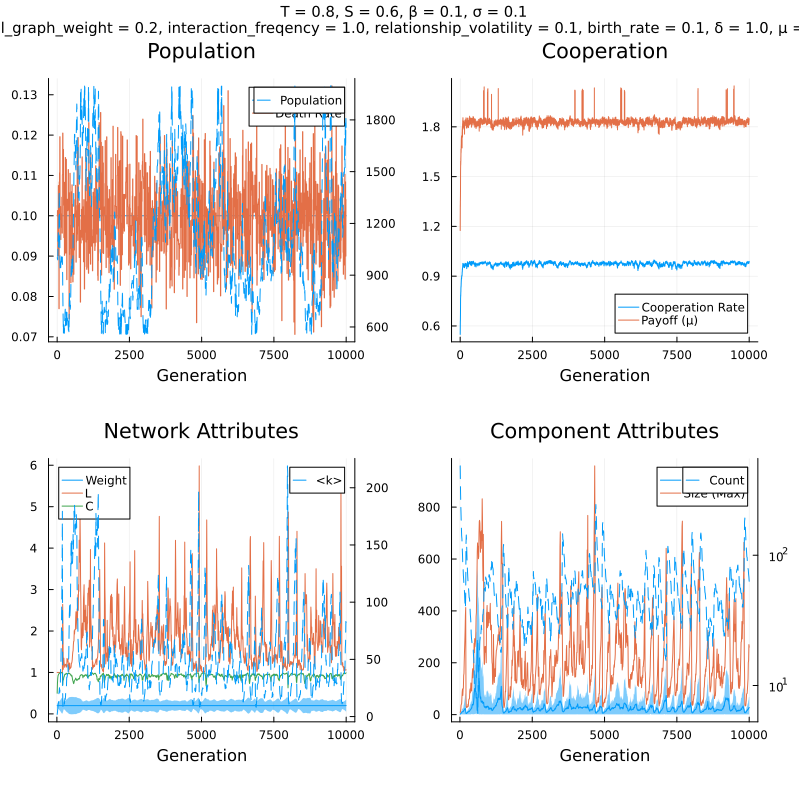 T = 0.8, S = 0.6, β = 0.1, σ = 0.1
l_graph_weight = 0.2, interaction_freqency = 1.0, relationship_volatility = 0.1, birth_rate = 0.1, δ = 1.0, μ =
Population
Cooperation
0.13
0.12
0.11
0.10
0.09
0.08
0.07
Population
Death Rate
1800
1500
1200
900
600
0
2500
5000
7500
10000
Generation
1.8
1.5
1.2
0.9
0.6
Cooperation Rate
Payoff (μ)
0
2500
5000
7500
10000
Generation
Network Attributes
Component Attributes
6
5
4
3
2
1
0
Weight
L
C
<k>
200
150
100
50
0
0
2500
5000
7500
10000
Generation
800
600
400
200
0
Count
Size (Max)
10²
10¹
0
2500
5000
7500
10000
Generation